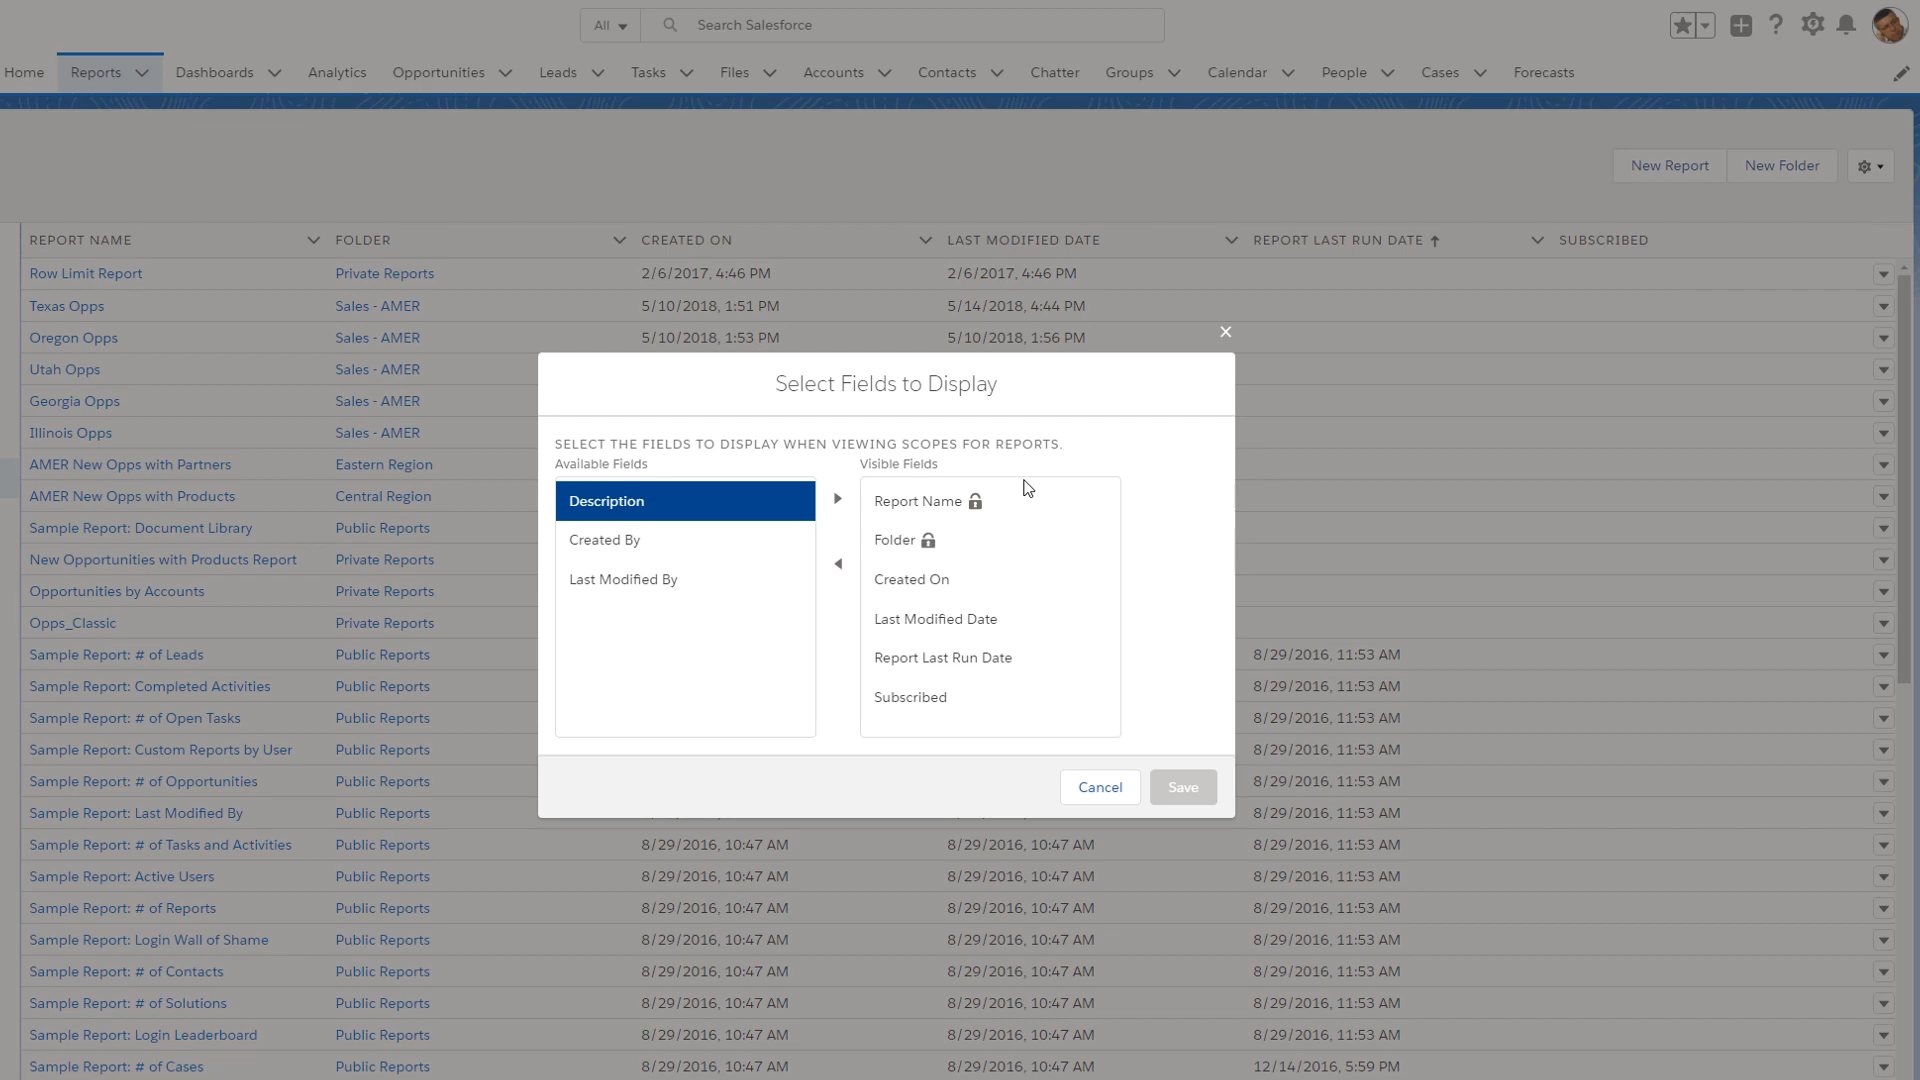 All Search Salesforce
Home Reports Dashboards Analytics Opportunities Leads Tasks Files Accounts Contacts Chatter Groups Calendar People Cases Forecasts
New Report New Folder
REPORT NAME FOLDER CREATED ON LAST MODIFIED DATE REPORT LAST RUN DATE SUBSCRIBED
Row Limit Report Private Reports 2/6/2017, 4:46 PM 2/6/2017, 4:46 PM
Texas Opps Sales - AMER 5/10/2018, 1:51 PM 5/14/2018, 4:44 PM
Oregon Opps Sales - AMER 5/10/2018, 1:53 PM 5/10/2018, 1:56 PM
Utah Opps Sales - AMER
Georgia Opps Sales - AMER
Illinois Opps Sales - AMER
AMER New Opps with Partners Eastern Region
AMER New Opps with Products Central Region
Sample Report: Document Library Public Reports
New Opportunities with Products Report Private Reports
Opportunities by Accounts Private Reports
Opps_Classic Private Reports
Sample Report: # of Leads Public Reports 8/29/2016, 11:53 AM
Sample Report: Completed Activities Public Reports 8/29/2016, 11:53 AM
Sample Report: # of Open Tasks Public Reports 8/29/2016, 11:53 AM
Sample Report: Custom Reports by User Public Reports 8/29/2016, 11:53 AM
Sample Report: # of Opportunities Public Reports 8/29/2016, 11:53 AM
Sample Report: Last Modified By Public Reports 8/29/2016, 11:53 AM
Sample Report: # of Tasks and Activities Public Reports 8/29/2016, 10:47 AM 8/29/2016, 10:47 AM 8/29/2016, 11:53 AM
Sample Report: Active Users Public Reports 8/29/2016, 10:47 AM 8/29/2016, 10:47 AM 8/29/2016, 11:53 AM
Sample Report: # of Reports Public Reports 8/29/2016, 10:47 AM 8/29/2016, 10:47 AM 8/29/2016, 11:53 AM
Sample Report: Login Wall of Shame Public Reports 8/29/2016, 10:47 AM 8/29/2016, 10:47 AM 8/29/2016, 11:53 AM
Sample Report: # of Contacts Public Reports 8/29/2016, 10:47 AM 8/29/2016, 10:47 AM 8/29/2016, 11:53 AM
Sample Report: # of Solutions Public Reports 8/29/2016, 10:47 AM 8/29/2016, 10:47 AM 8/29/2016, 11:53 AM
Sample Report: Login Leaderboard Public Reports 8/29/2016, 10:47 AM 8/29/2016, 10:47 AM 8/29/2016, 11:53 AM
Sample Report: # of Cases Public Reports 8/29/2016, 10:47 AM 8/29/2016, 10:47 AM 12/14/2016, 5:59 PM
Select Fields to Display
SELECT THE FIELDS TO DISPLAY WHEN VIEWING SCOPES FOR REPORTS.
Available Fields Visible Fields
Description Report Name
Created By Folder
Last Modified By Created On
Last Modified Date
Report Last Run Date
Subscribed
Cancel Save